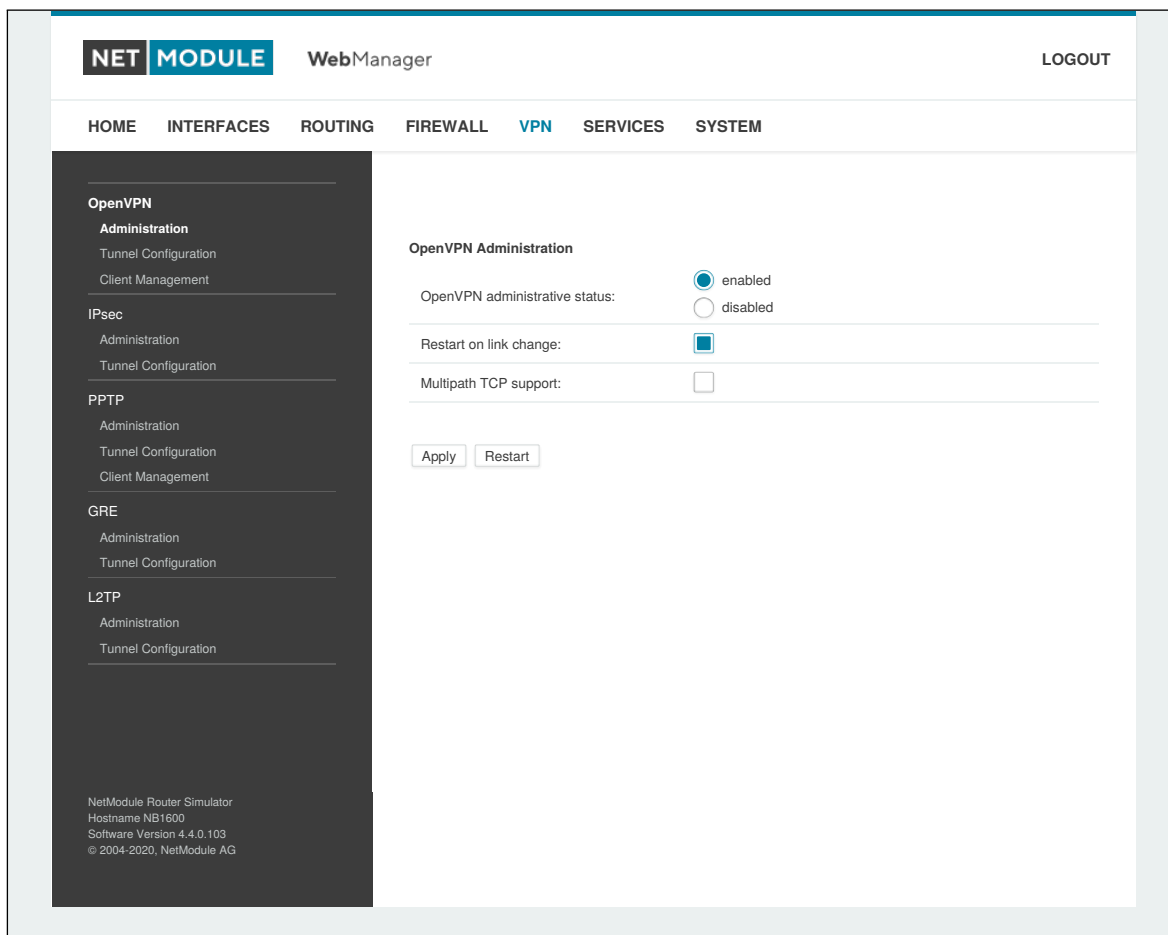 NET MODULE WebManager LOGOUT
HOME INTERFACES ROUTING FIREWALL VPN SERVICES SYSTEM
OpenVPN
Administration
Tunnel Configuration
Client Management
IPsec
Administration
Tunnel Configuration
PPTP
Administration
Tunnel Configuration
Client Management
GRE
Administration
Tunnel Configuration
L2TP
Administration
Tunnel Configuration
NetModule Router Simulator
Hostname NB1600
Software Version 4.4.0.103
© 2004-2020, NetModule AG
OpenVPN Administration
OpenVPN administrative status:
enabled
disabled
Restart on link change:
Multipath TCP support:
Apply Restart